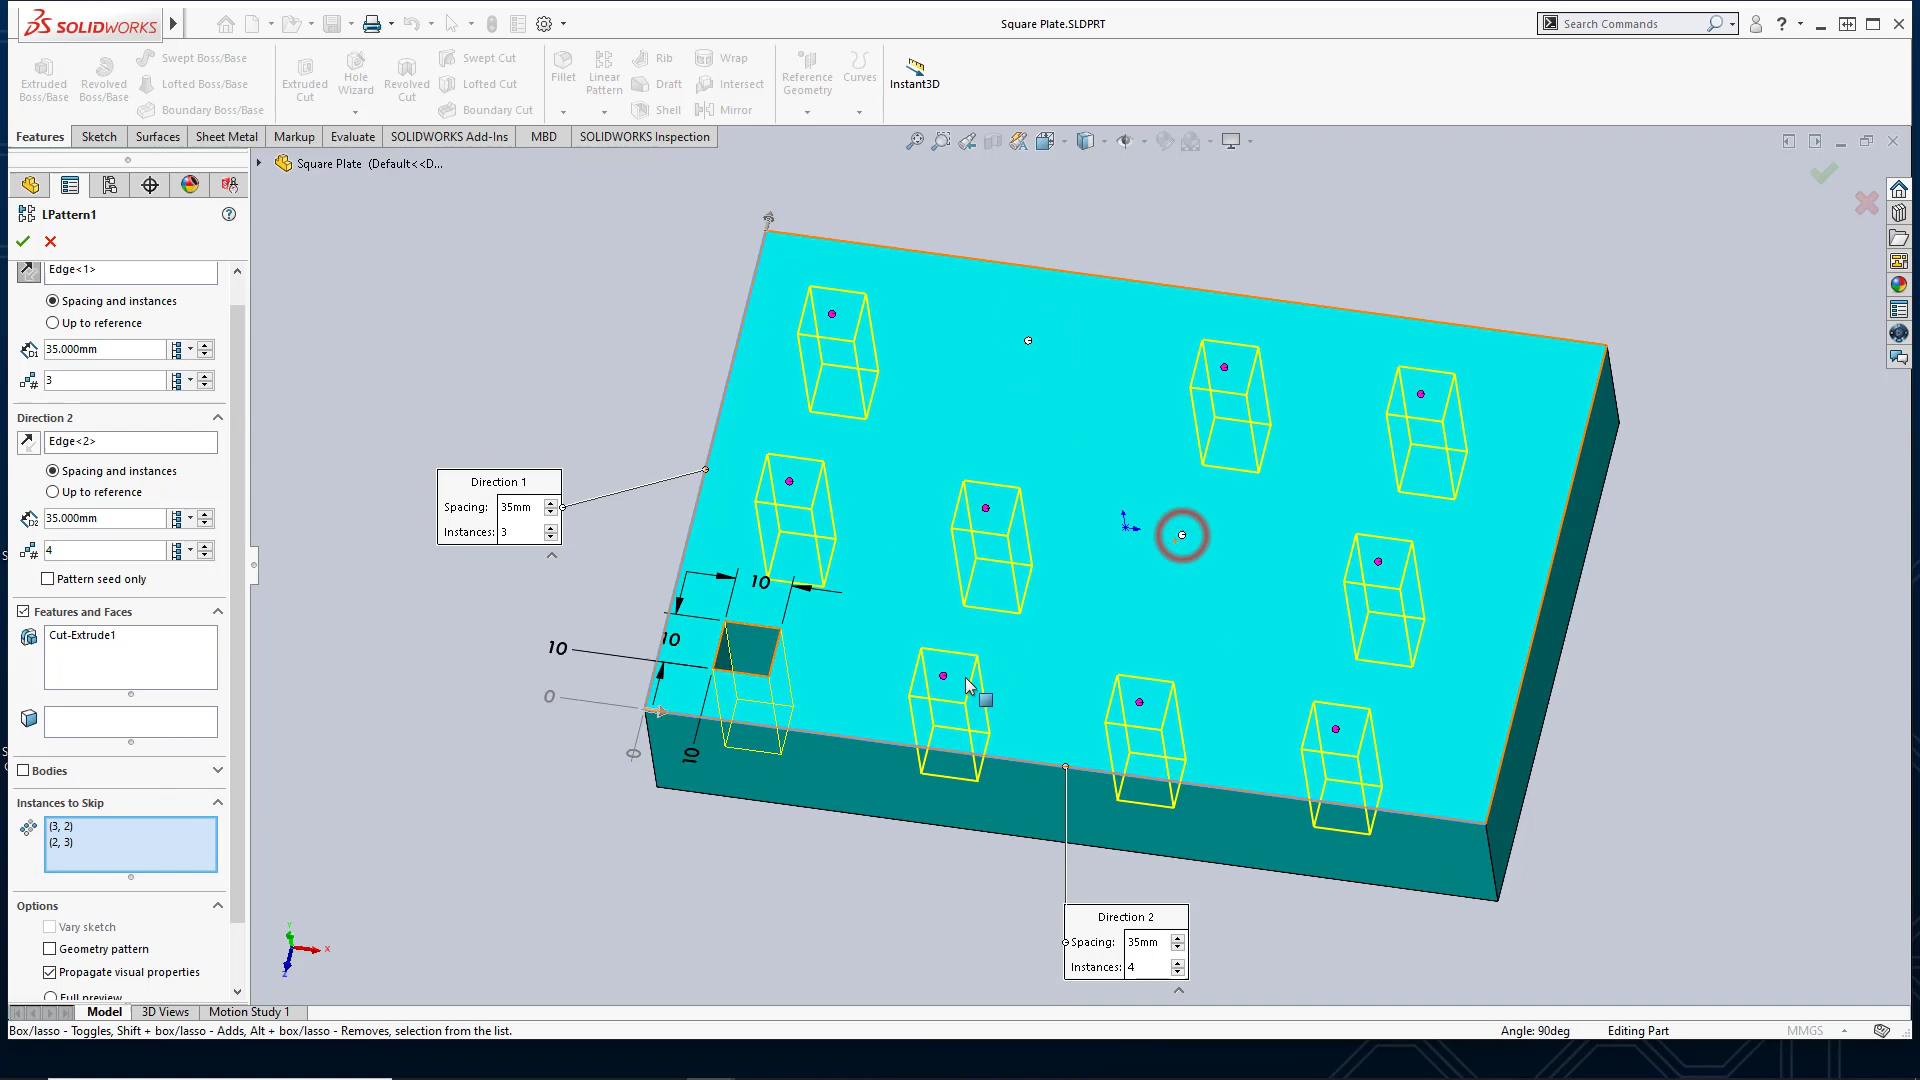 SOLIDWORKS
Square Plate.SLDPRT
Search Commands
Extruded Boss/Base
Revolved Boss/Base
Swept Boss/Base
Lofted Boss/Base
Boundary Boss/Base
Extruded Cut
Hole Wizard
Revolved Cut
Swept Cut
Lofted Cut
Boundary Cut
Fillet
Linear Pattern
Rib
Draft
Shell
Wrap
Intersect
Mirror
Reference Geometry
Curves
Instant3D
Features
Sketch
Surfaces
Sheet Metal
Markup
Evaluate
SOLIDWORKS Add-Ins
MBD
SOLIDWORKS Inspection
Square Plate (Default<<D...
LPattern1
Edge<1>
Spacing and instances
Up to reference
35.000mm
3
Direction 2
Edge<2>
Spacing and instances
Up to reference
35.000mm
4
Pattern seed only
Features and Faces
Cut-Extrude1
Bodies
Instances to Skip
(3, 2)
(2, 3)
Options
Vary sketch
Geometry pattern
Propagate visual properties
Full preview
Direction 1
Spacing: 35mm
Instances: 3
10
10
10
0
0
10
Direction 2
Spacing: 35mm
Instances: 4
Y
X
Z
Model
3D Views
Motion Study 1
Box/lasso - Toggles, Shift + box/lasso - Adds, Alt + box/lasso - Removes, selection from the list.
Angle: 90deg
Editing Part
MMGS